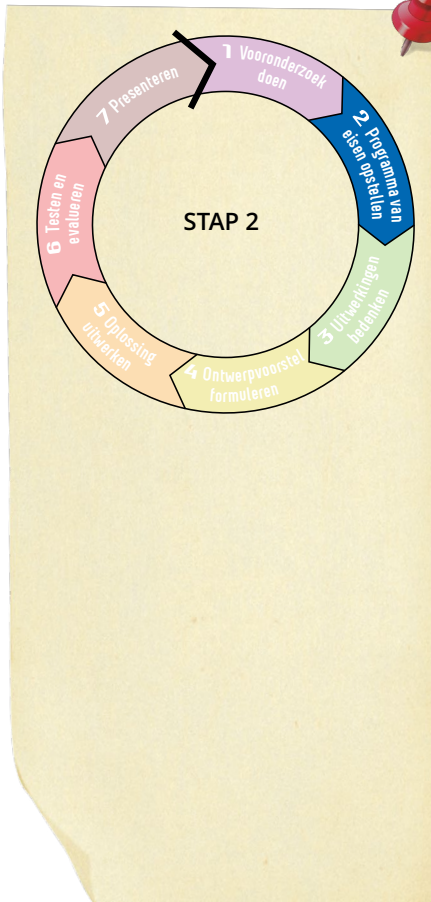 1 Vooronderzoek
doen
2 Programma van
eisen opstellen
3 Uitwerkingen
bedenken
4 Ontwerpvoorstel
formuleren
5 Oplossing
uitwerken
6 Testen en
evalueren
7 Presenteren
STAP 2